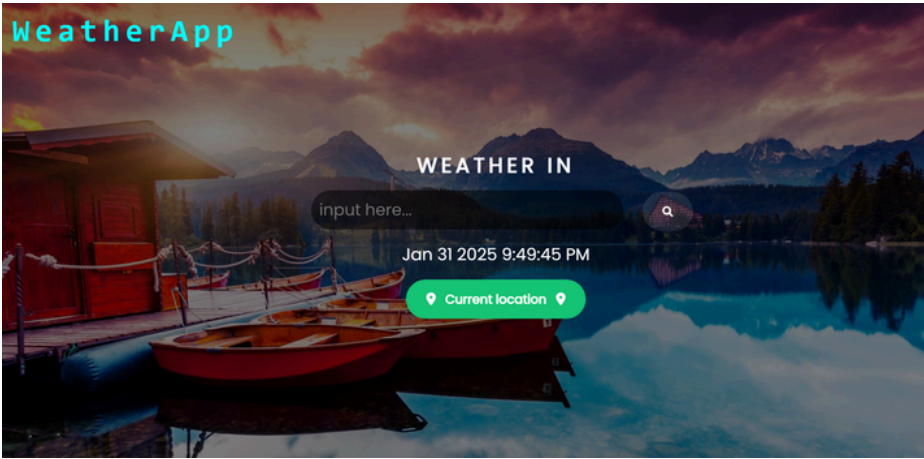 WeatherApp
WEATHER IN
input here...
Jan 31 2025 9:49:45 PM
Current location